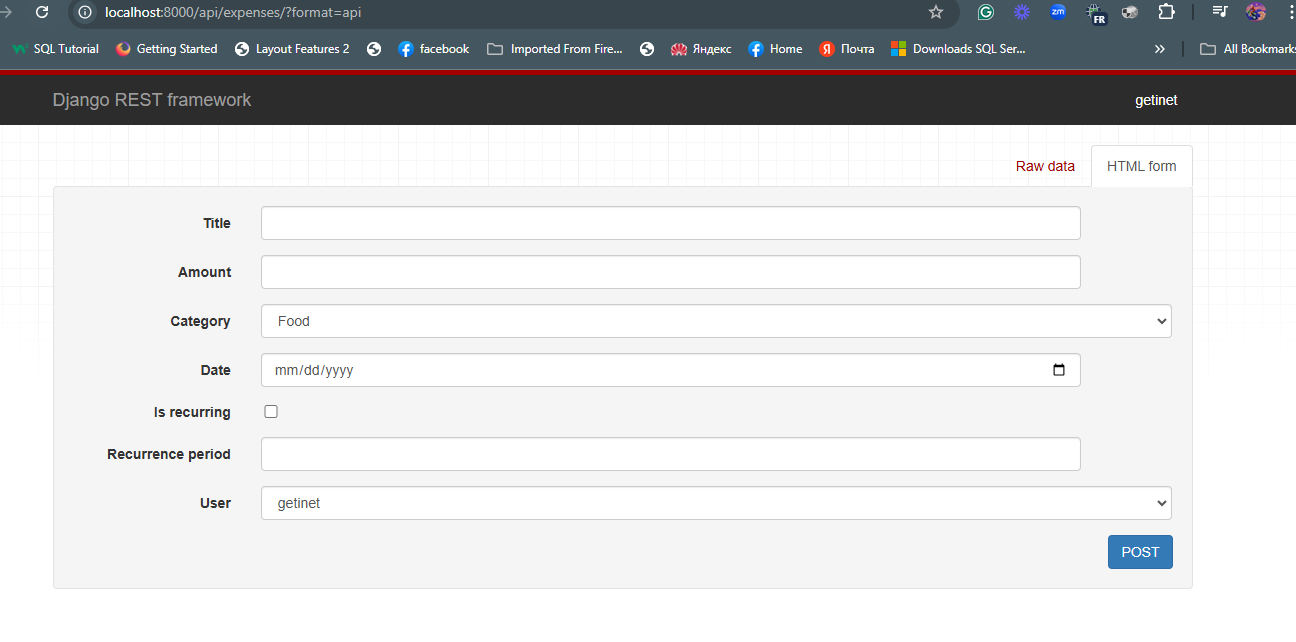 localhost:8000/api/expenses/?format=api
zm
FR
SQL Tutorial Getting Started Layout Features 2 facebook Imported From Fire... Яндекс Home Я Почта Downloads SQL Ser... » All Bookmarks
Django REST framework getinet
Raw data HTML form
Title
Amount
Category Food
Date mm/dd/yyyy
Is recurring
Recurrence period
User getinet
POST